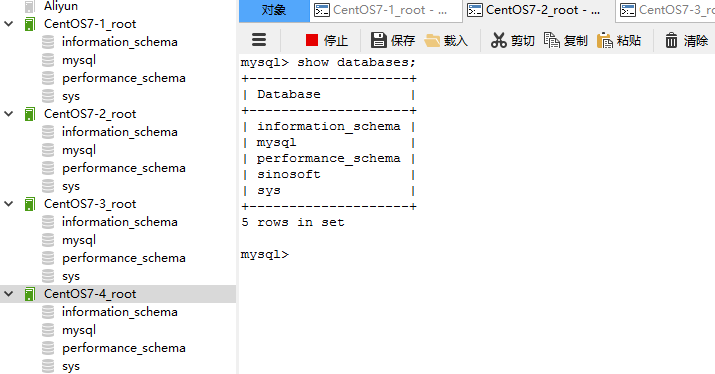 Aliyun
CentOS7-1_root
information_schema
mysql
performance_schema
sys
CentOS7-2_root
information_schema
mysql
performance_schema
sys
CentOS7-3_root
information_schema
mysql
performance_schema
sys
CentOS7-4_root
information_schema
mysql
performance_schema
sys
对象 CentOS7-1_root - ... CentOS7-2_root - ... CentOS7-3_r
停止 保存 载入 剪切 复制 粘贴 清除
mysql> show databases;
+--------------------+
| Database           |
+--------------------+
| information_schema |
| mysql              |
| performance_schema |
| sinosoft           |
| sys                |
+--------------------+
5 rows in set
mysql>